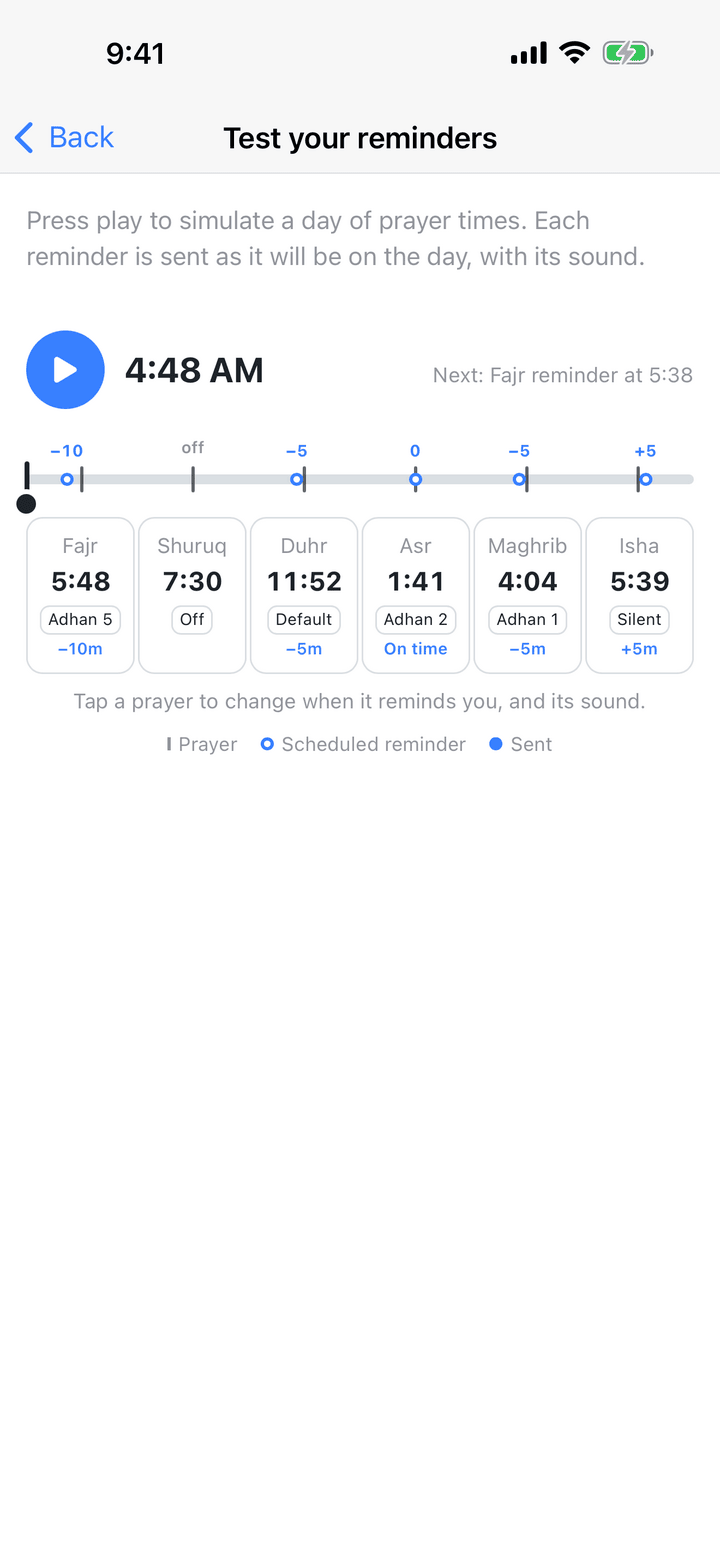 9:41
Back
Test your reminders
Press play to simulate a day of prayer times. Each
reminder is sent as it will be on the day, with its sound.
4:48 AM
Next: Fajr reminder at 5:38
−10 off −5 0 −5 +5
Fajr Shuruq Duhr Asr Maghrib Isha
5:48 7:30 11:52 1:41 4:04 5:39
Adhan 5 Off Default Adhan 2 Adhan 1 Silent
−10m −5m On time −5m +5m
Tap a prayer to change when it reminds you, and its sound.
Prayer Scheduled reminder Sent